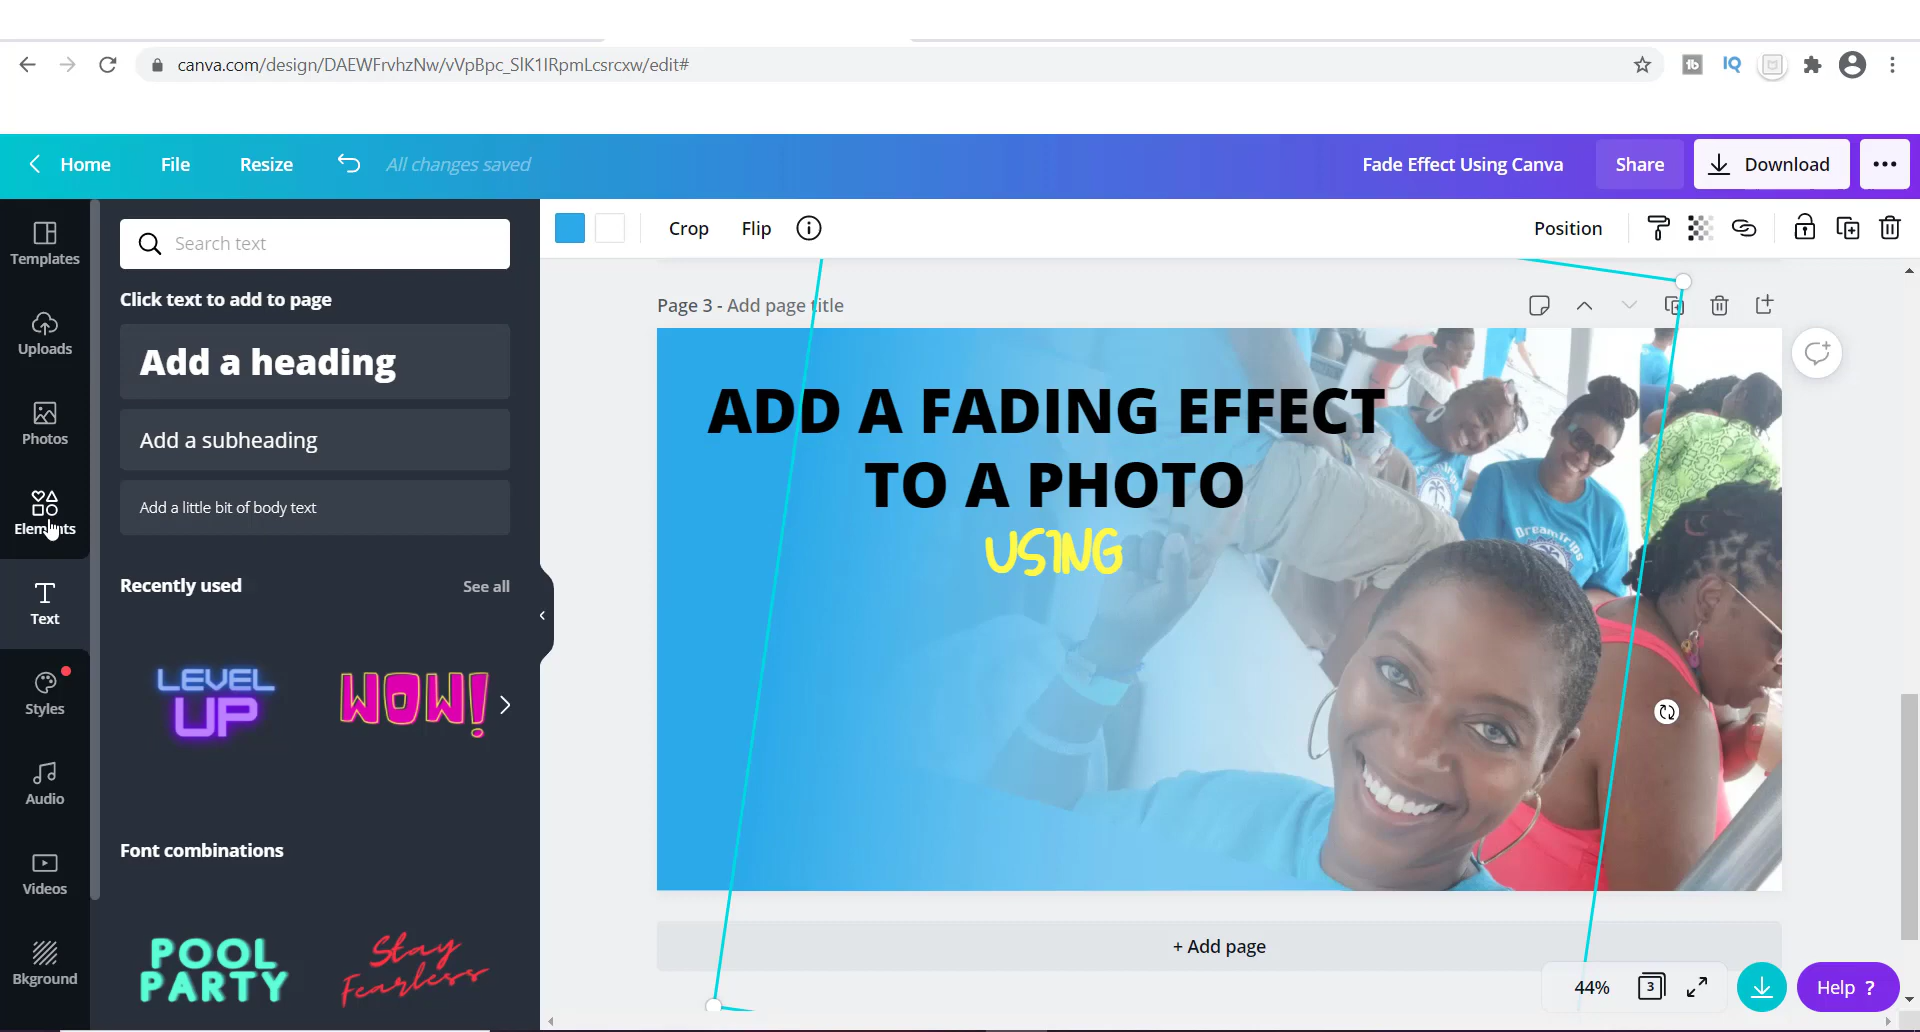 canva.com/design/DAEWFrvhzNw/vVpBpc_SlK1IRpmLcsrcxw/edit#
Home File Resize All changes saved Fade Effect Using Canva Share Download
Templates
Uploads
Photos
Elements
Text
Styles
Audio
Videos
Bkground
Search text
Click text to add to page
Add a heading
Add a subheading
Add a little bit of body text
Recently used See all
LEVEL
UP
WOW!
Font combinations
POOL
PARTY
Stay
Fearless
Crop Flip Position
Page 3 - Add page title
ADD A FADING EFFECT
TO A PHOTO
USING
DreamTrips
+ Add page
44% 3 Help ?